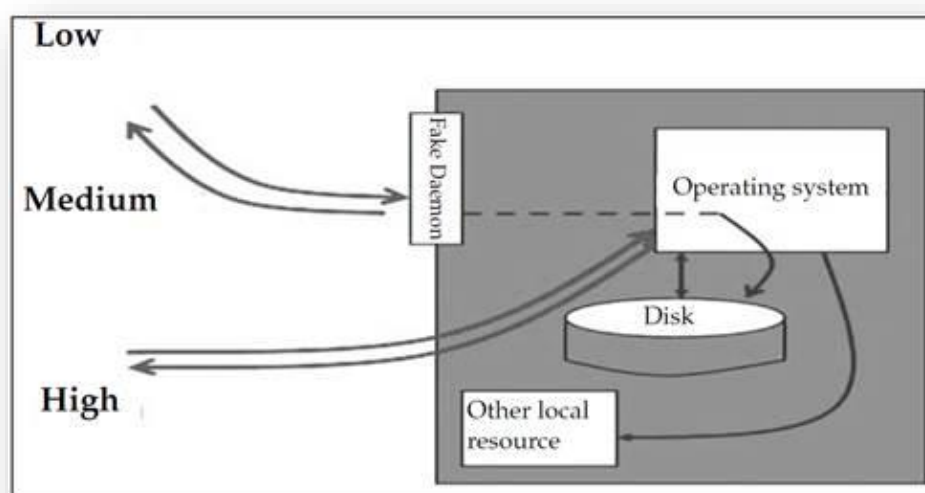 Low
Fake Daemon
Operating system
Medium
Disk
High
Other local
resource